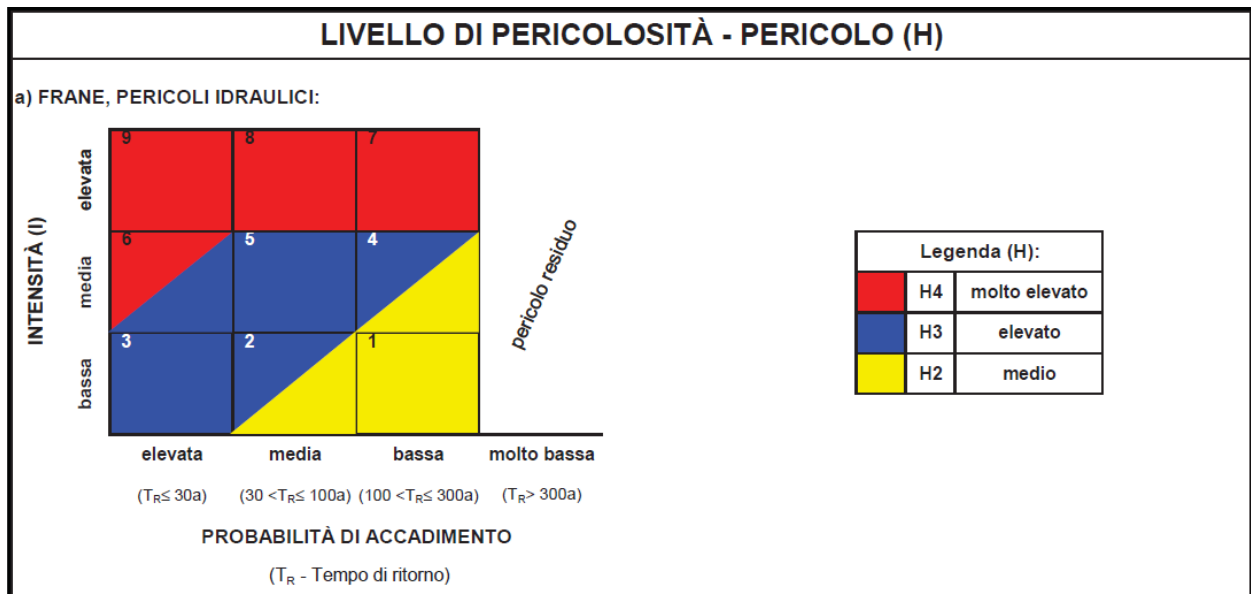 LIVELLO DI PERICOLOSITÀ - PERICOLO (H)
a) FRANE, PERICOLI IDRAULICI:
INTENSITÀ (I)
elevata
media
bassa
9 8 7
6 5 4
3 2 1
pericolo residuo
elevata media bassa molto bassa
(TR≤ 30a) (30 <TR≤ 100a) (100 <TR≤ 300a) (TR> 300a)
PROBABILITÀ DI ACCADIMENTO
(TR - Tempo di ritorno)
Legenda (H):
H4 molto elevato
H3 elevato
H2 medio